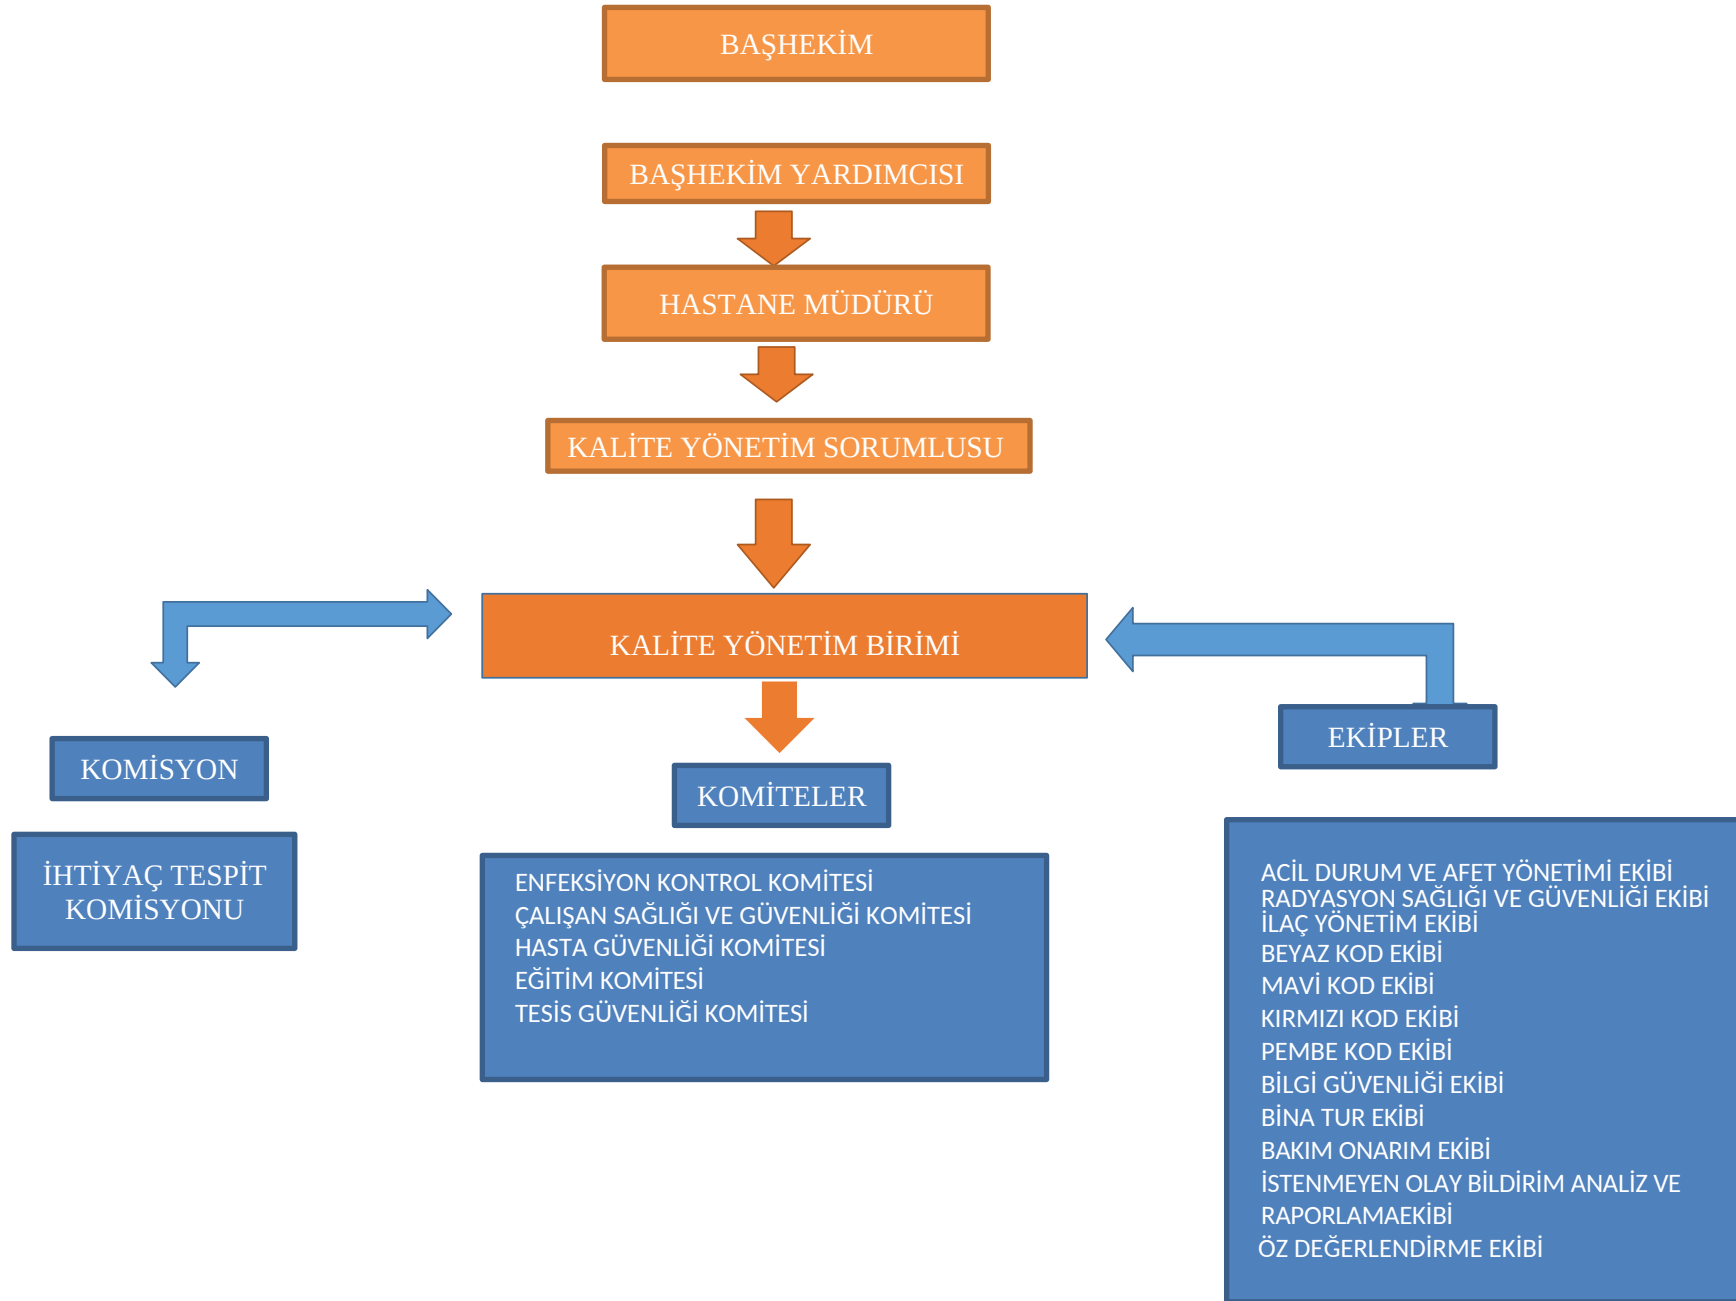 BAŞHEKİM
BAŞHEKİM YARDIMCISI
HASTANE MÜDÜRÜ
KALİTE YÖNETİM SORUMLUSU
KALİTE YÖNETİM BİRİMİ
KOMİSYON
İHTİYAÇ TESPİT
KOMİSYONU
KOMİTELER
ENFEKSİYON KONTROL KOMİTESİ
ÇALIŞAN SAĞLIĞI VE GÜVENLİĞİ KOMİTESİ
HASTA GÜVENLİĞİ KOMİTESİ
EĞİTİM KOMİTESİ
TESİS GÜVENLİĞİ KOMİTESİ
EKİPLER
ACİL DURUM VE AFET YÖNETİMİ EKİBİ
RADYASYON SAĞLIĞI VE GÜVENLİĞİ EKİBİ
İLAÇ YÖNETİM EKİBİ
BEYAZ KOD EKİBİ
MAVİ KOD EKİBİ
KIRMIZI KOD EKİBİ
PEMBE KOD EKİBİ
BİLGİ GÜVENLİĞİ EKİBİ
BİNA TUR EKİBİ
BAKIM ONARIM EKİBİ
İSTENMEYEN OLAY BİLDİRİM ANALİZ VE
RAPORLAMAEKİBİ
ÖZ DEĞERLENDİRME EKİBİ